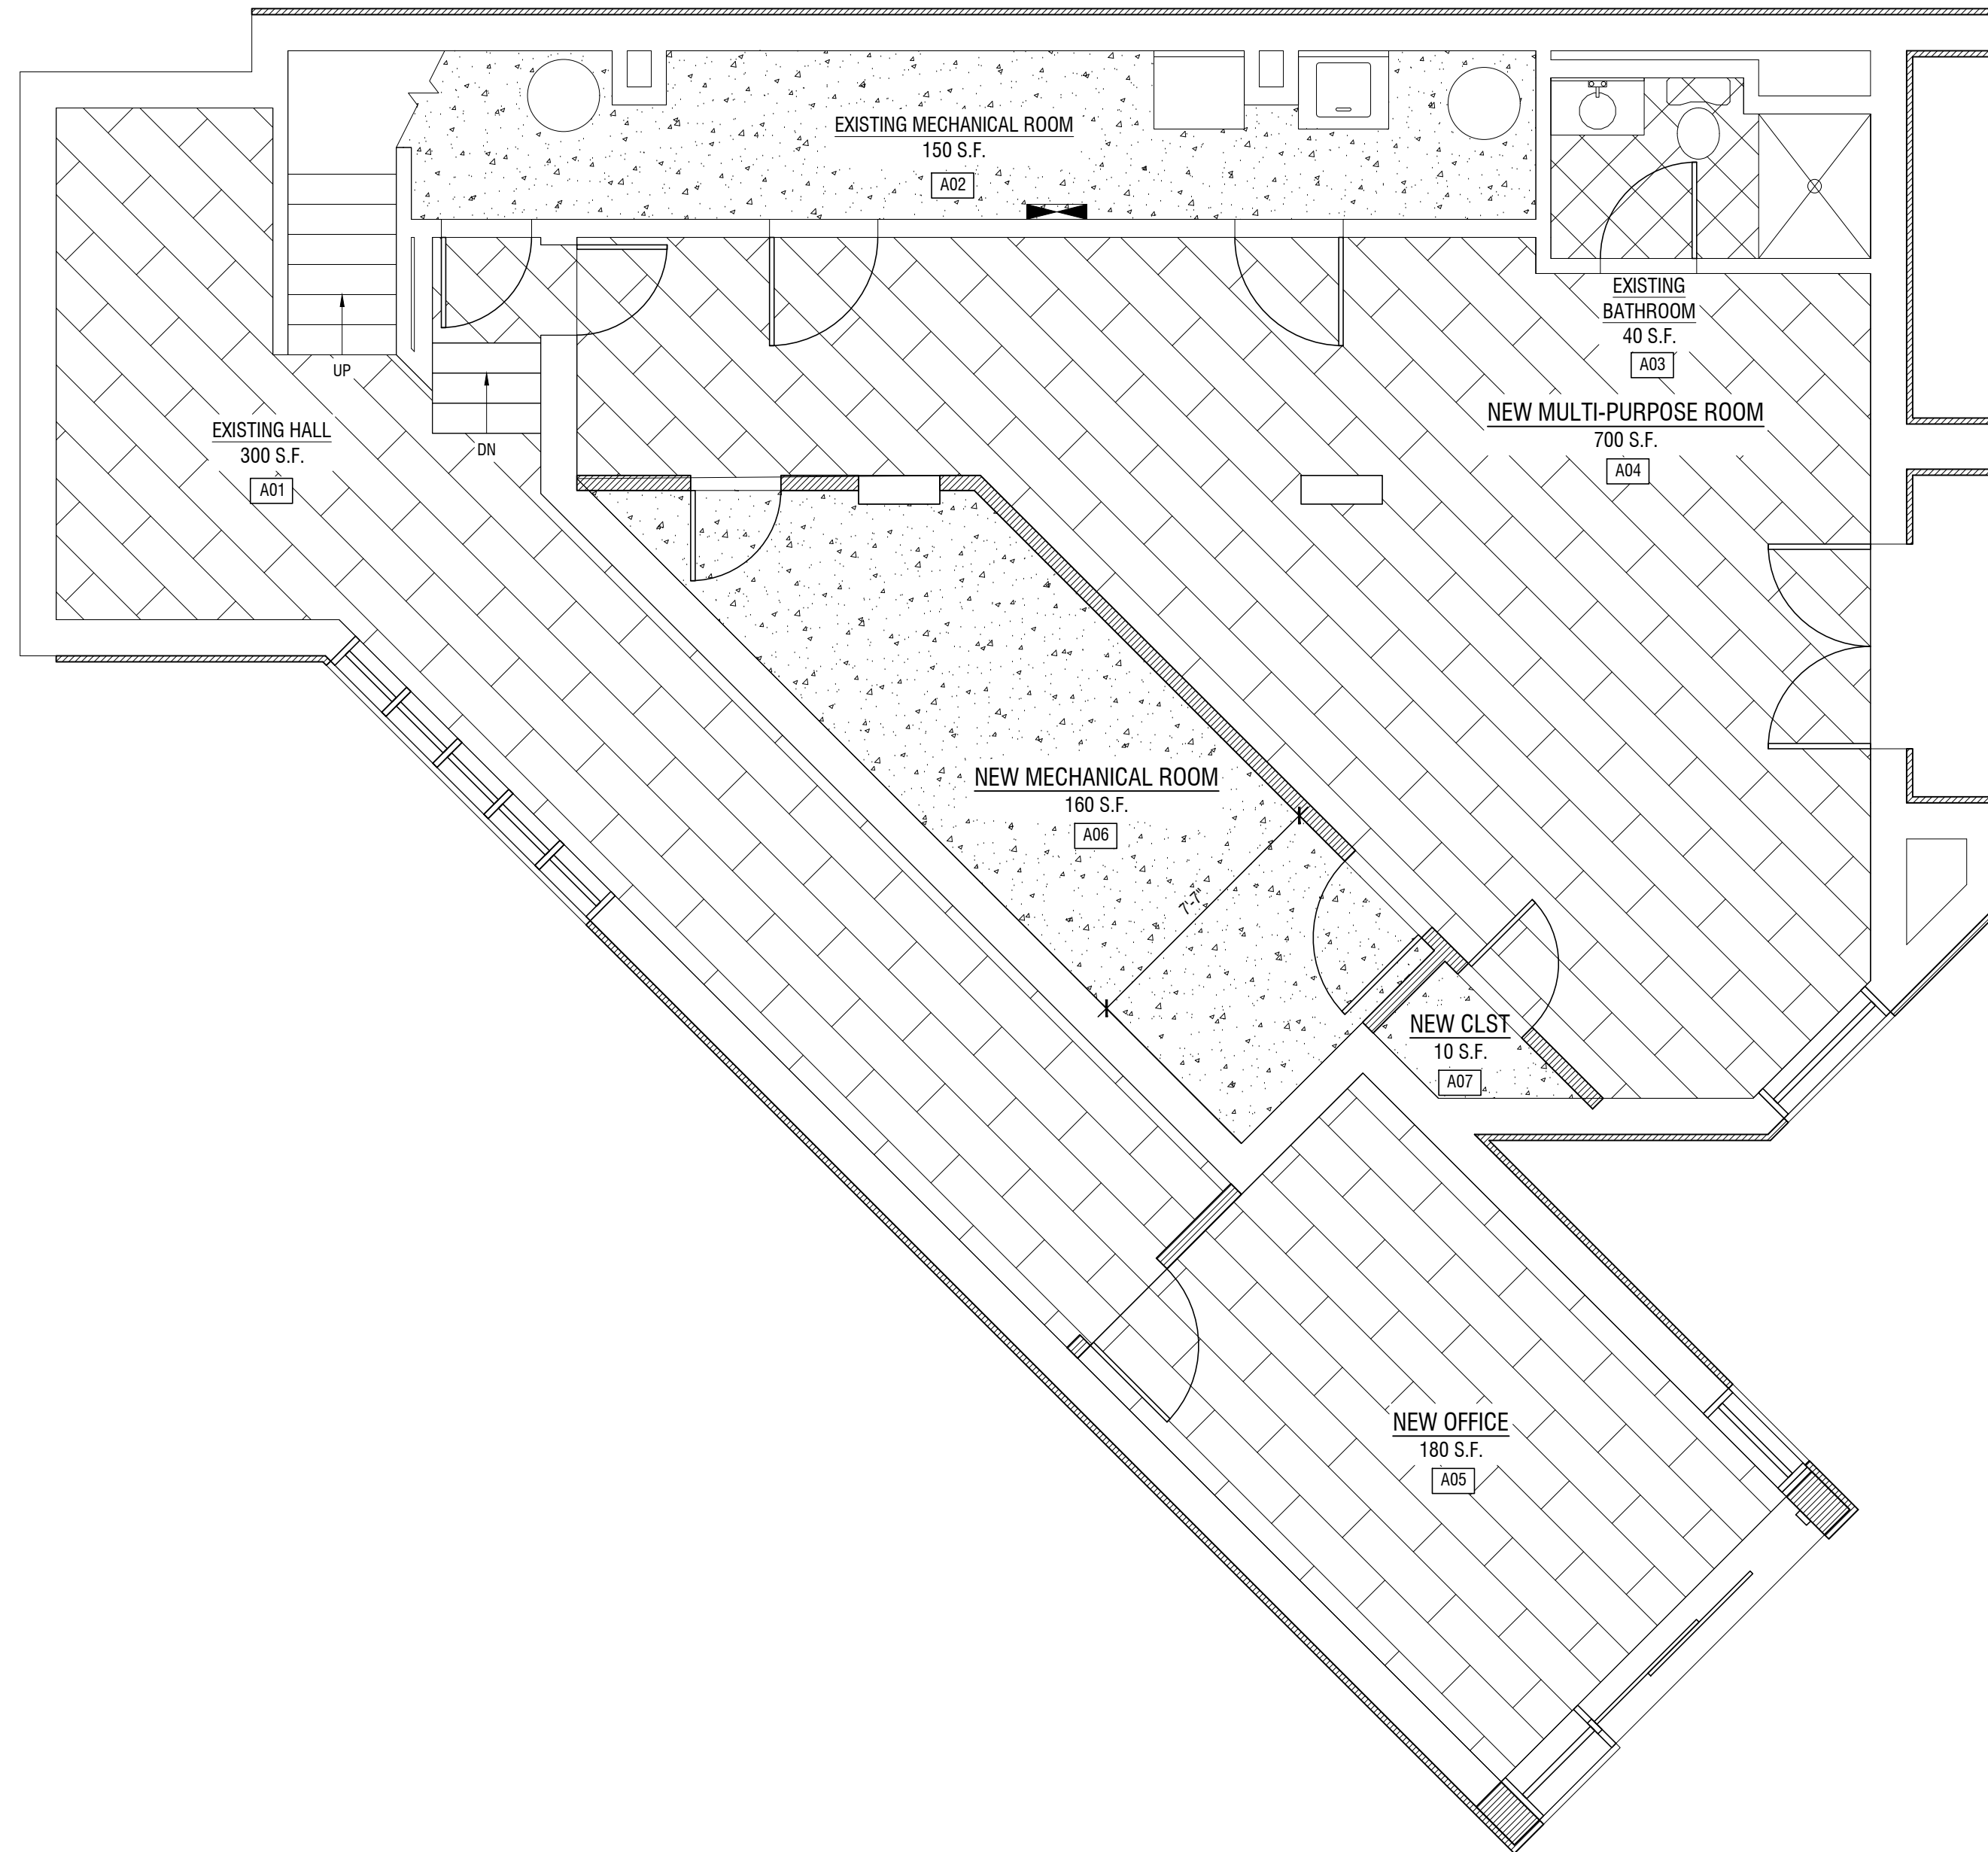 EXISTING MECHANICAL ROOM
150 S.F.
A02
EXISTING
BATHROOM
40 S.F.
A03
UP
NEW MULTI-PURPOSE ROOM
700 S.F.
A04
EXISTING HALL
300 S.F.
A01
DN
NEW MECHANICAL ROOM
160 S.F.
A06
7'-7"
NEW CLST
10 S.F.
A07
NEW OFFICE
180 S.F.
A05